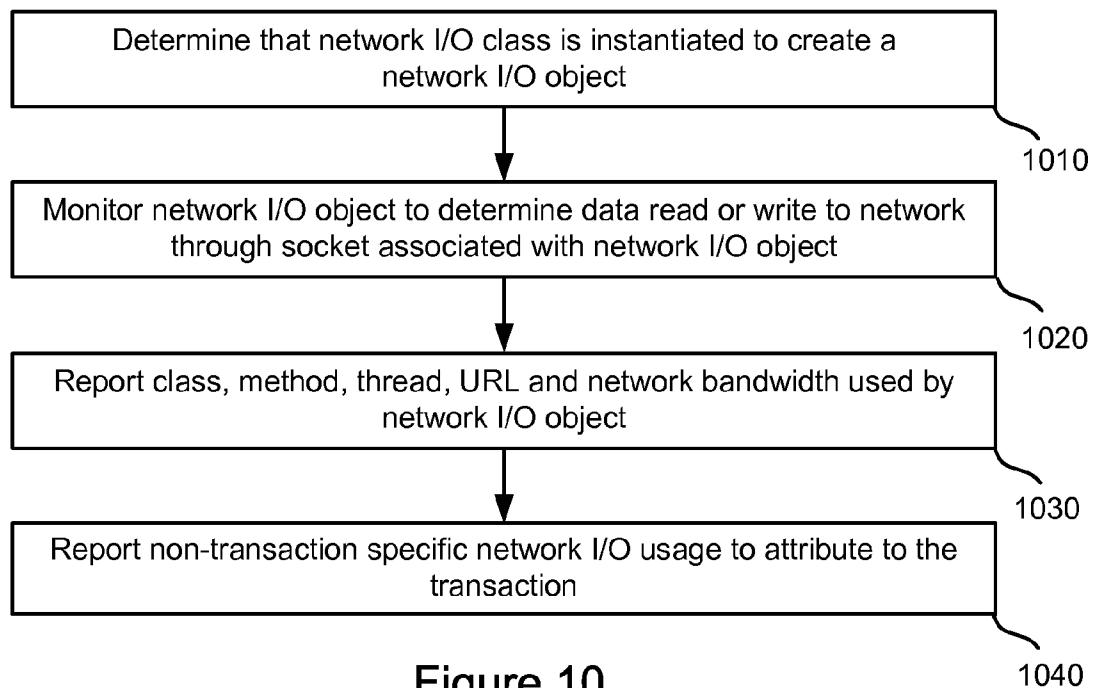 Determine that network I/O class is instantiated to create a
network I/O object
1010
Monitor network I/O object to determine data read or write to network
through socket associated with network I/O object
1020
Report class, method, thread, URL and network bandwidth used by
network I/O object
1030
Report non-transaction specific network I/O usage to attribute to the
transaction
1040
Figure 10